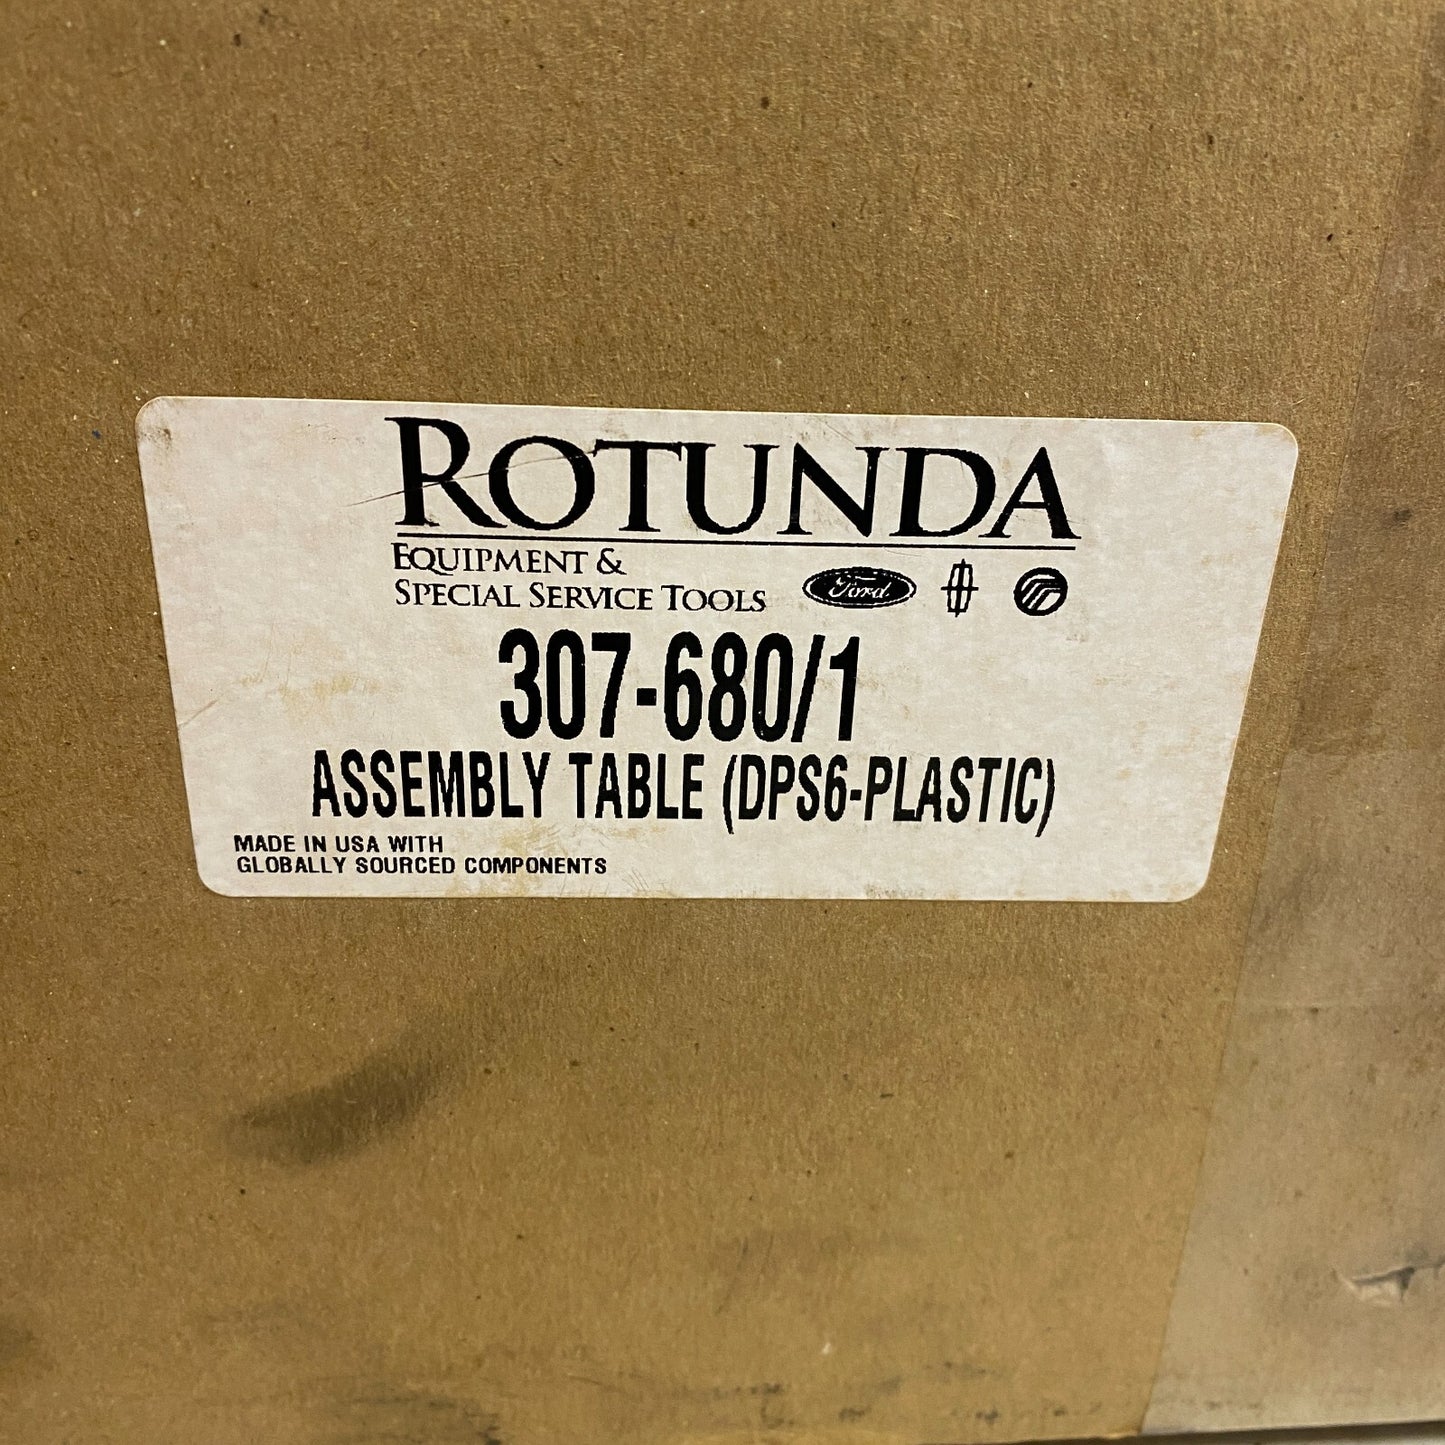 ROTUNDA
EQUIPMENT &
SPECIAL SERVICE TOOLS
Ford
307-680/1
ASSEMBLY TABLE (DPS6-PLASTIC)
MADE IN USA WITH
GLOBALLY SOURCED COMPONENTS